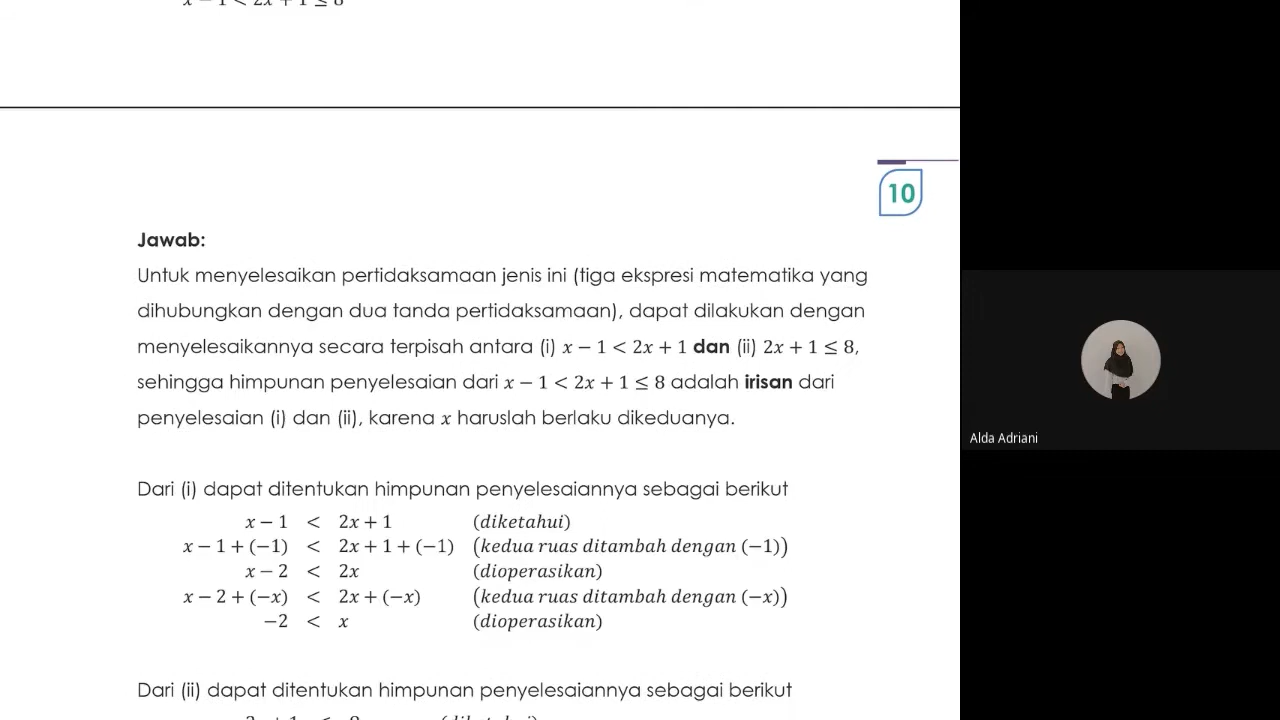 x − 1 < 2x + 1 ≤ 8
10
Jawab:
Untuk menyelesaikan pertidaksamaan jenis ini (tiga ekspresi matematika yang
dihubungkan dengan dua tanda pertidaksamaan), dapat dilakukan dengan
menyelesaikannya secara terpisah antara (i) x − 1 < 2x + 1 dan (ii) 2x + 1 ≤ 8,
sehingga himpunan penyelesaian dari x − 1 < 2x + 1 ≤ 8 adalah irisan dari
penyelesaian (i) dan (ii), karena x haruslah berlaku dikeduanya.
Dari (i) dapat ditentukan himpunan penyelesaiannya sebagai berikut
x − 1 < 2x + 1 (diketahui)
x − 1 + (−1) < 2x + 1 + (−1) (kedua ruas ditambah dengan (−1))
x − 2 < 2x (dioperasikan)
x − 2 + (−x) < 2x + (−x) (kedua ruas ditambah dengan (−x))
−2 < x (dioperasikan)
Dari (ii) dapat ditentukan himpunan penyelesaiannya sebagai berikut
Alda Adriani